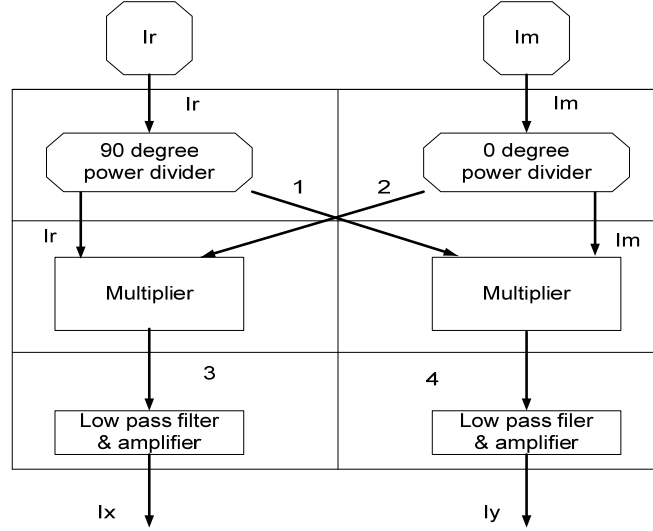 Ir
Im
Ir
Im
90 degree
power divider
0 degree
power divider
1
2
Ir
Im
Multiplier
Multiplier
3
4
Low pass filter
& amplifier
Low pass filer
& amplifier
Ix
Iy